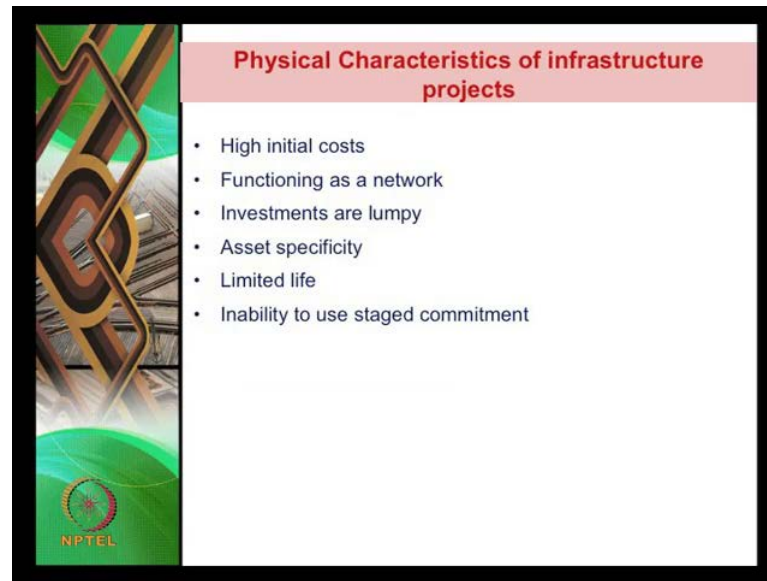 Physical Characteristics of infrastructure
projects
• High initial costs
• Functioning as a network
• Investments are lumpy
• Asset specificity
• Limited life
• Inability to use staged commitment
NPTEL